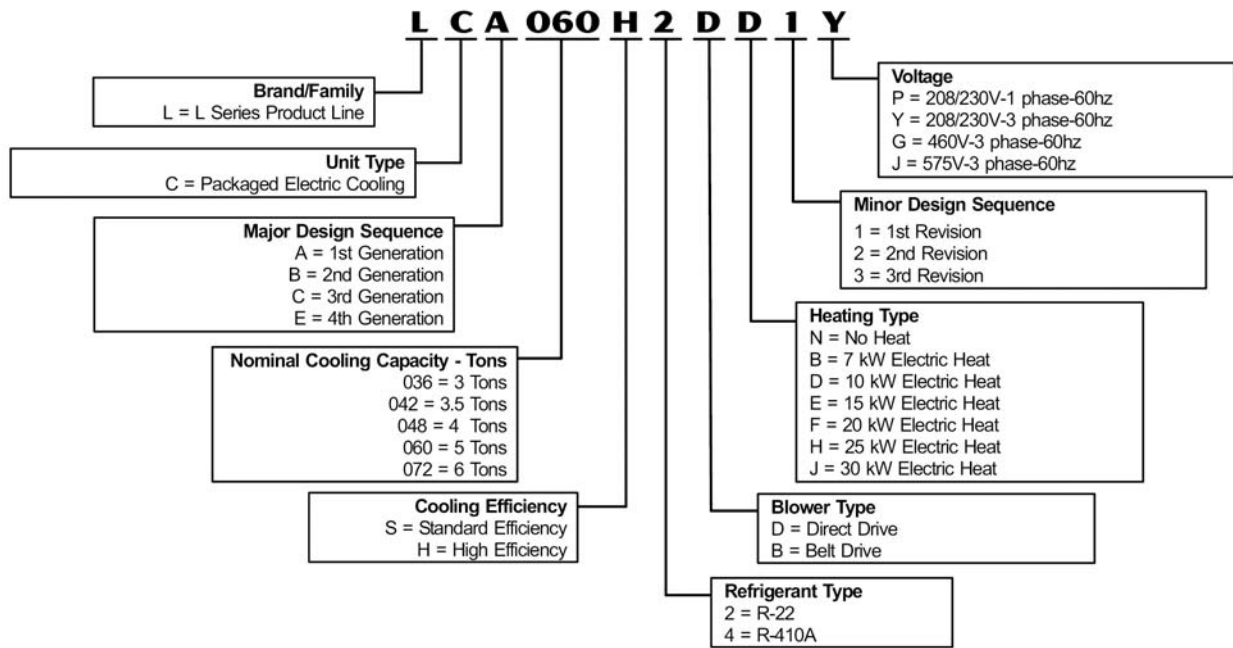 L C A 060 H 2 D D 1 Y
Brand/Family
L = L Series Product Line
Unit Type
C = Packaged Electric Cooling
Major Design Sequence
A = 1st Generation
B = 2nd Generation
C = 3rd Generation
E = 4th Generation
Nominal Cooling Capacity - Tons
036 = 3 Tons
042 = 3.5 Tons
048 = 4 Tons
060 = 5 Tons
072 = 6 Tons
Cooling Efficiency
S = Standard Efficiency
H = High Efficiency
Voltage
P = 208/230V-1 phase-60hz
Y = 208/230V-3 phase-60hz
G = 460V-3 phase-60hz
J = 575V-3 phase-60hz
Minor Design Sequence
1 = 1st Revision
2 = 2nd Revision
3 = 3rd Revision
Heating Type
N = No Heat
B = 7 kW Electric Heat
D = 10 kW Electric Heat
E = 15 kW Electric Heat
F = 20 kW Electric Heat
H = 25 kW Electric Heat
J = 30 kW Electric Heat
Blower Type
D = Direct Drive
B = Belt Drive
Refrigerant Type
2 = R-22
4 = R-410A